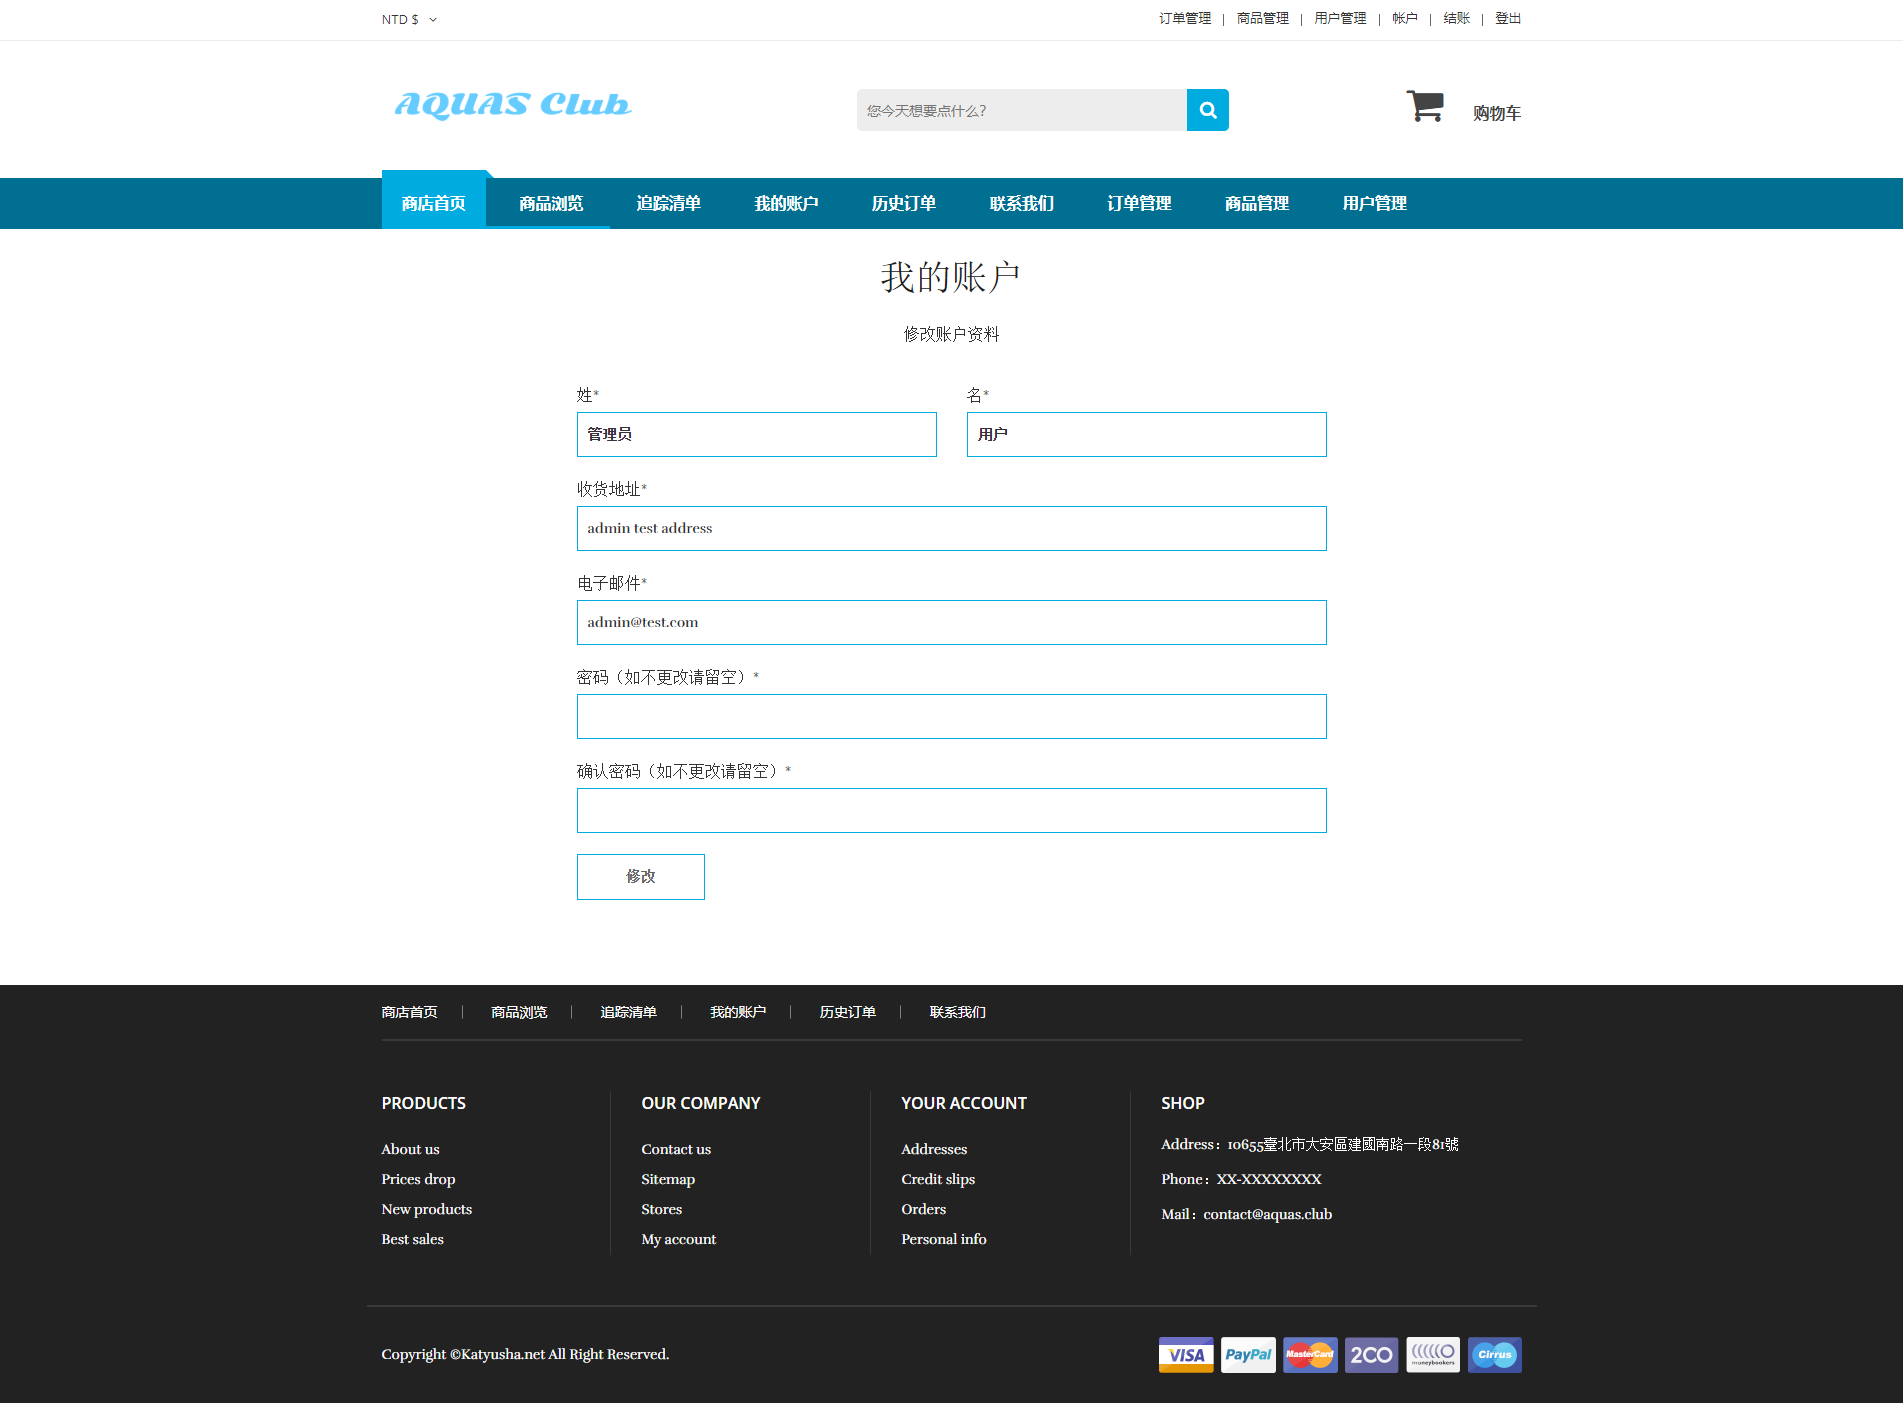 NTD $
订单管理 | 商品管理 | 用户管理 | 帐户 | 结账 | 登出
AQUAS Club
您今天想要点什么？
购物车
商店首页 商品浏览 追踪清单 我的账户 历史订单 联系我们 订单管理 商品管理 用户管理
我的账户
修改账户资料
姓* 名*
管理员 用户
收货地址*
admin test address
电子邮件*
admin@test.com
密码（如不更改请留空）*
确认密码（如不更改请留空）*
修改
商店首页 | 商品浏览 | 追踪清单 | 我的账户 | 历史订单 | 联系我们
PRODUCTS
About us
Prices drop
New products
Best sales
OUR COMPANY
Contact us
Sitemap
Stores
My account
YOUR ACCOUNT
Addresses
Credit slips
Orders
Personal info
SHOP
Address：10655臺北市大安區建國南路一段81號
Phone：XX-XXXXXXXX
Mail：contact@aquas.club
Copyright ©Katyusha.net All Right Reserved.
VISA PayPal MasterCard 2CO moneybookers Cirrus